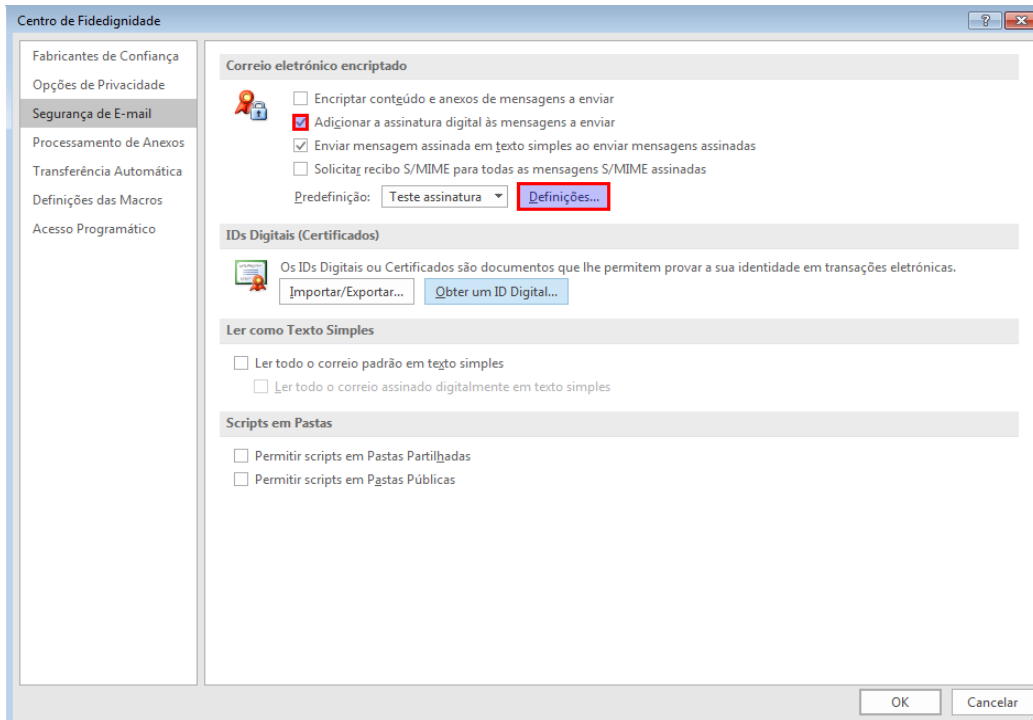 Centro de Fidedignidade
Fabricantes de Confiança
Opções de Privacidade
Segurança de E-mail
Processamento de Anexos
Transferência Automática
Definições das Macros
Acesso Programático
Correio eletrónico encriptado
Encriptar conteúdo e anexos de mensagens a enviar
Adicionar a assinatura digital às mensagens a enviar
Enviar mensagem assinada em texto simples ao enviar mensagens assinadas
Solicitar recibo S/MIME para todas as mensagens S/MIME assinadas
Predefinição: Teste assinatura Definições...
IDs Digitais (Certificados)
Os IDs Digitais ou Certificados são documentos que lhe permitem provar a sua identidade em transações eletrónicas.
Importar/Exportar... Obter um ID Digital...
Ler como Texto Simples
Ler todo o correio padrão em texto simples
Ler todo o correio assinado digitalmente em texto simples
Scripts em Pastas
Permitir scripts em Pastas Partilhadas
Permitir scripts em Pastas Públicas
OK Cancelar